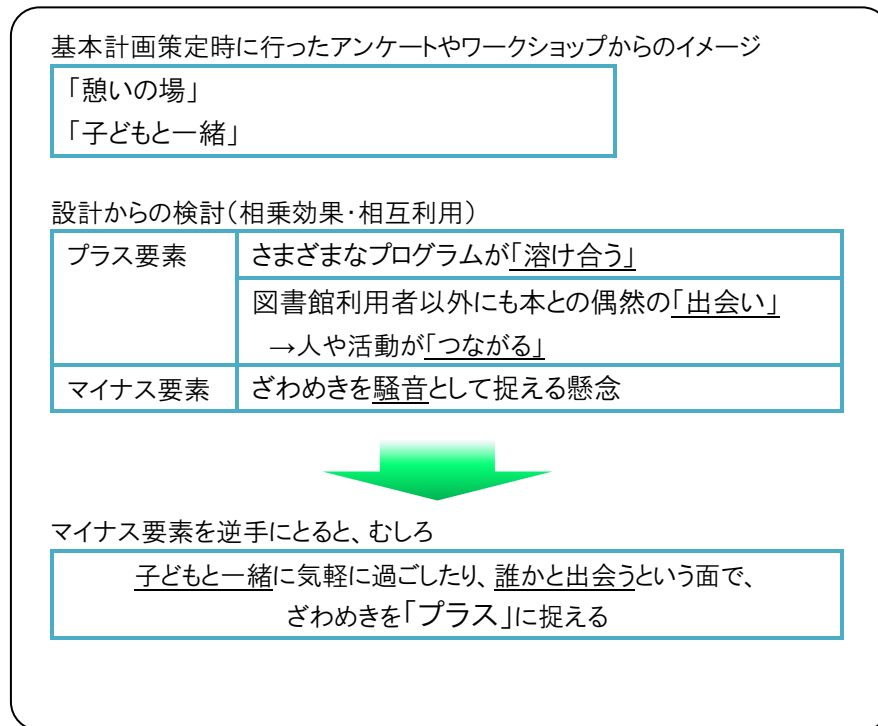 基本計画策定時に行ったアンケートやワークショップからのイメージ
「憩いの場」
「子どもと一緒」
設計からの検討（相乗効果・相互利用）
プラス要素
さまざまなプログラムが「溶け合う」
図書館利用者以外にも本との偶然の「出会い」
→人や活動が「つながる」
マイナス要素
ざわめきを騒音として捉える懸念
マイナス要素を逆手にとると、むしろ
子どもと一緒に気軽に過ごしたり、誰かと出会うという面で、
ざわめきを「プラス」に捉える